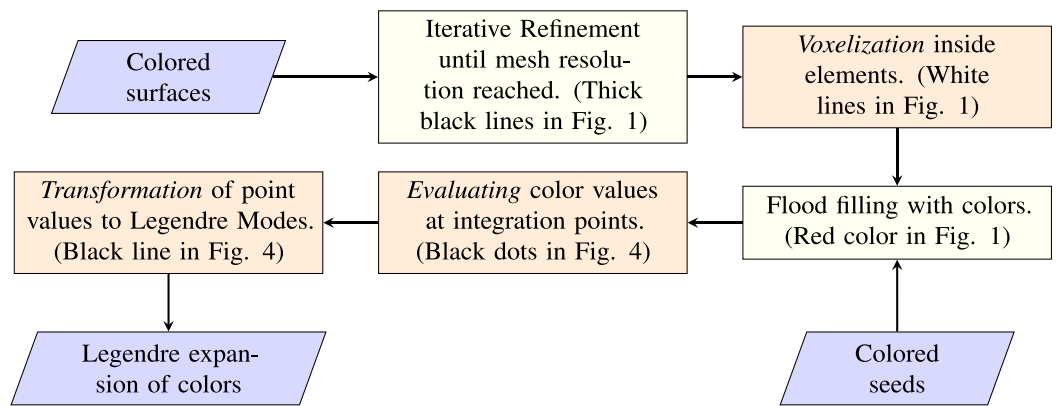 Colored
surfaces
Iterative Refinement
until mesh resolu-
tion reached. (Thick
black lines in Fig. 1)
Voxelization inside
elements. (White
lines in Fig. 1)
Flood filling with colors.
(Red color in Fig. 1)
Evaluating color values
at integration points.
(Black dots in Fig. 4)
Transformation of point
values to Legendre Modes.
(Black line in Fig. 4)
Legendre expan-
sion of colors
Colored
seeds